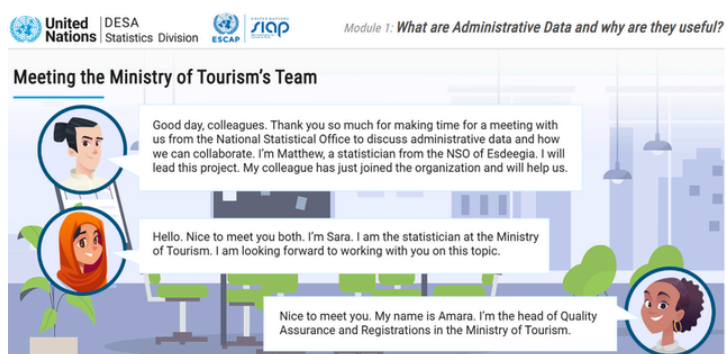 United
Nations
DESA
Statistics Division
ESCAP
UNITED NATIONS
siap
Module 1: What are Administrative Data and why are they useful?
Meeting the Ministry of Tourism's Team
Good day, colleagues. Thank you so much for making time for a meeting with
us from the National Statistical Office to discuss administrative data and how
we can collaborate. I'm Matthew, a statistician from the NSO of Esdeegia. I will
lead this project. My colleague has just joined the organization and will help us.
Hello. Nice to meet you both. I'm Sara. I am the statistician at the Ministry
of Tourism. I am looking forward to working with you on this topic.
Nice to meet you. My name is Amara. I'm the head of Quality
Assurance and Registrations in the Ministry of Tourism.